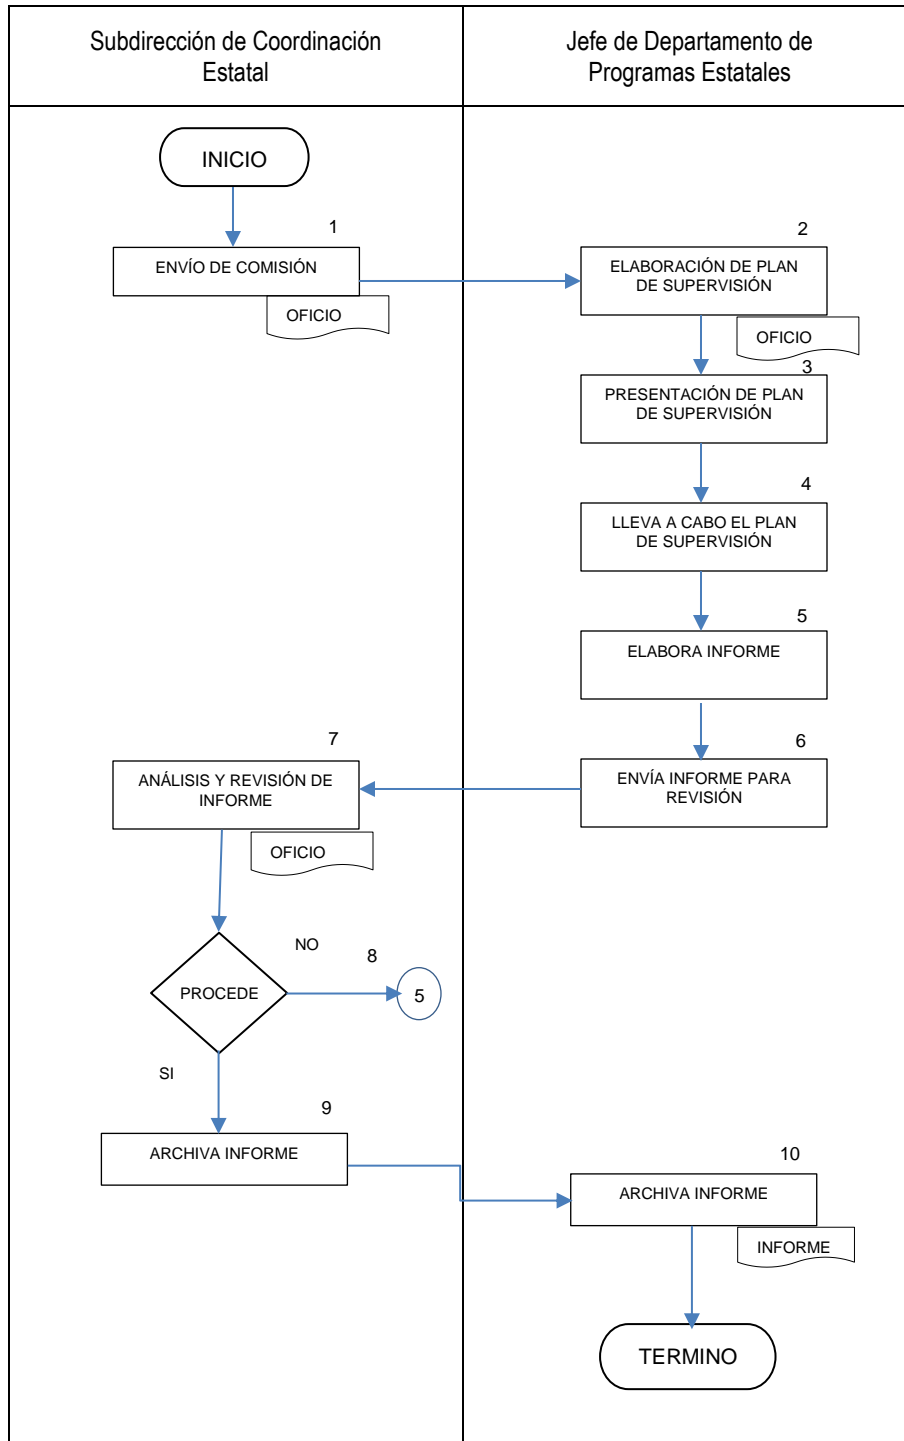 Subdirección de Coordinación
Estatal
Jefe de Departamento de
Programas Estatales
INICIO
1
ENVÍO DE COMISIÓN
OFICIO
2
ELABORACIÓN DE PLAN
DE SUPERVISIÓN
OFICIO
3
PRESENTACIÓN DE PLAN
DE SUPERVISIÓN
4
LLEVA A CABO EL PLAN
DE SUPERVISIÓN
5
ELABORA INFORME
6
ENVÍA INFORME PARA
REVISIÓN
7
ANÁLISIS Y REVISIÓN DE
INFORME
OFICIO
PROCEDE
NO
8
5
SI
9
ARCHIVA INFORME
10
ARCHIVA INFORME
INFORME
TERMINO